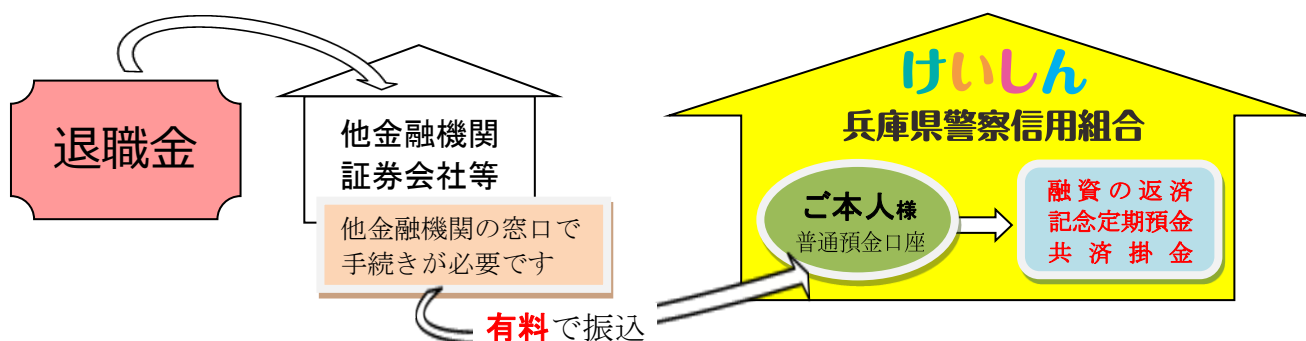 退職金
他金融機関
証券会社等
他金融機関の窓口で
手続きが必要です
有料で振込
けいしん
兵庫県警察信用組合
ご本人様
普通預金口座
融資の返済
記念定期預金
共済掛金